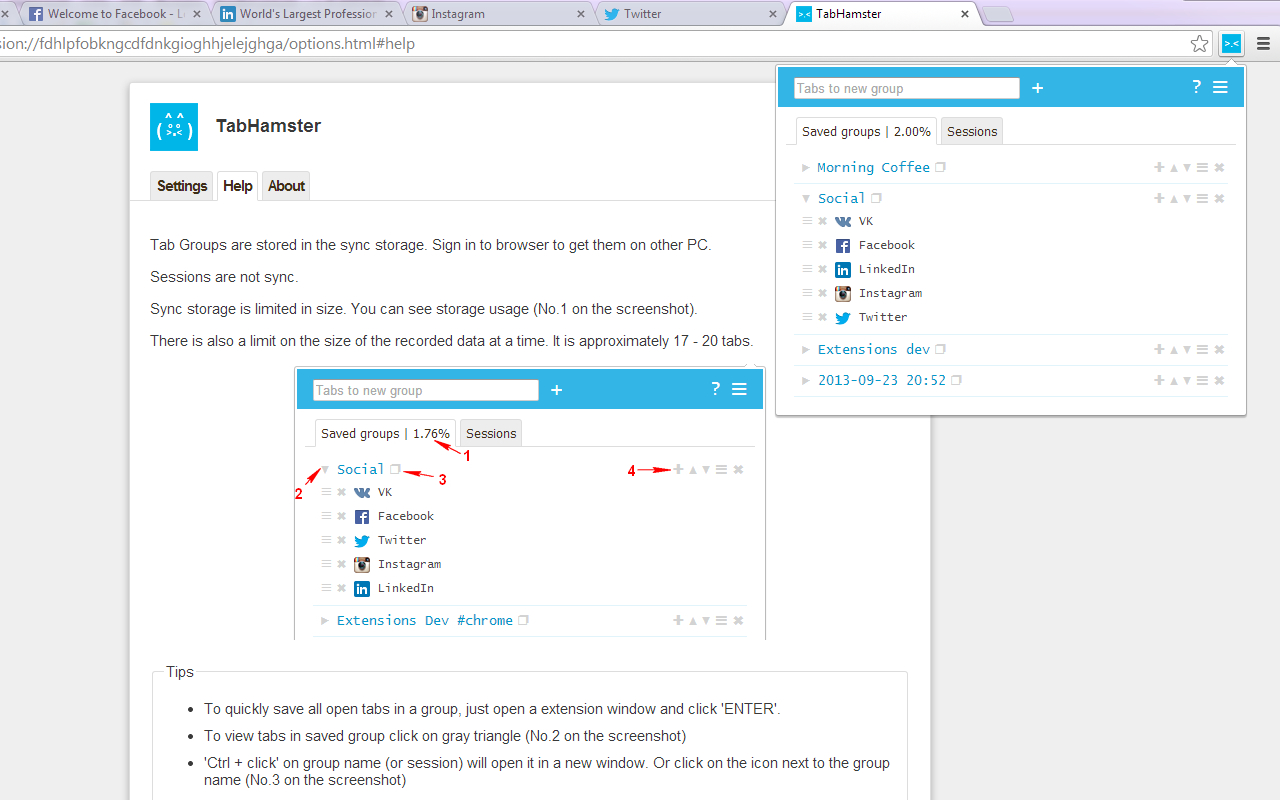 Welcome to Facebook - L
World's Largest Profession
Instagram
Twitter
TabHamster
sion://fdhlpfobkngcdfdnkgioghhjelejghga/options.html#help
TabHamster
Settings
Help
About
Tab Groups are stored in the sync storage. Sign in to browser to get them on other PC.
Sessions are not sync.
Sync storage is limited in size. You can see storage usage (No.1 on the screenshot).
There is also a limit on the size of the recorded data at a time. It is approximately 17 - 20 tabs.
Tabs to new group
+
?
Saved groups | 1.76%
Sessions
1
2
Social
3
4
VK
Facebook
Twitter
Instagram
LinkedIn
Extensions Dev #chrome
Tips
• To quickly save all open tabs in a group, just open a extension window and click 'ENTER'.
• To view tabs in saved group click on gray triangle (No.2 on the screenshot)
• 'Ctrl + click' on group name (or session) will open it in a new window. Or click on the icon next to the group
name (No.3 on the screenshot)
Tabs to new group
+
?
Saved groups | 2.00%
Sessions
Morning Coffee
Social
VK
Facebook
LinkedIn
Instagram
Twitter
Extensions dev
2013-09-23 20:52